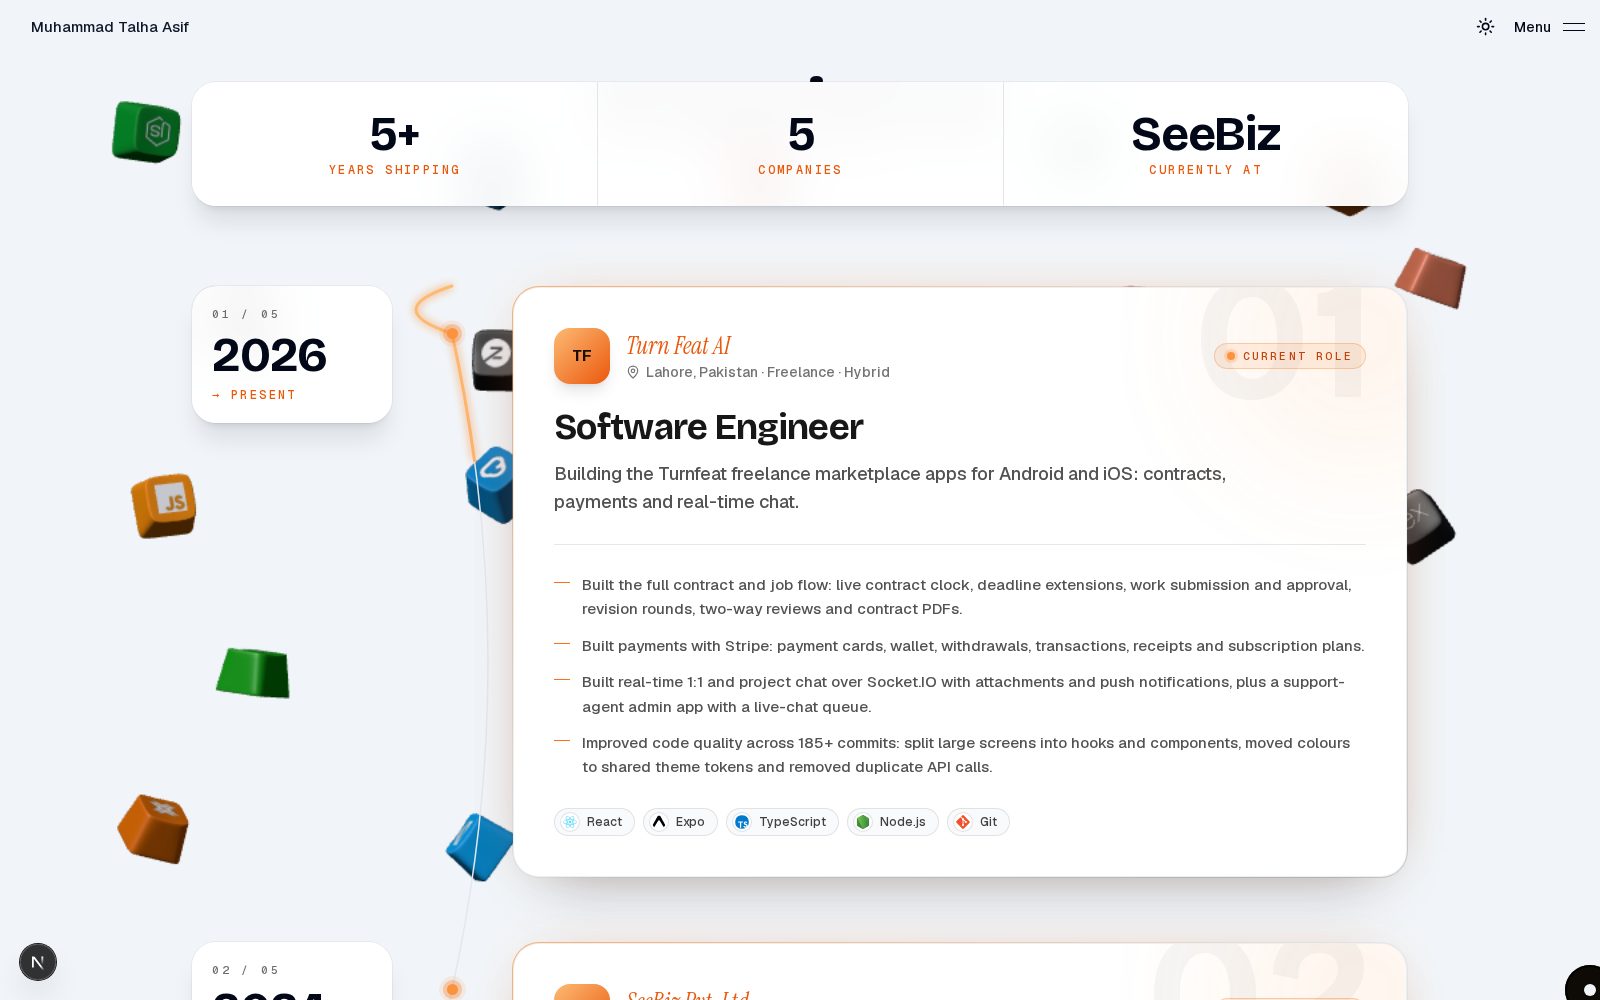 Muhammad Talha Asif
Menu
5+
YEARS SHIPPING
5
COMPANIES
SeeBiz
CURRENTLY AT
01 / 05
2026
→ PRESENT
01
TF
Turn Feat AI
Lahore, Pakistan · Freelance · Hybrid
CURRENT ROLE
Software Engineer
Building the Turnfeat freelance marketplace apps for Android and iOS: contracts,
payments and real-time chat.
JS
Built the full contract and job flow: live contract clock, deadline extensions, work submission and approval,
revision rounds, two-way reviews and contract PDFs.
Built payments with Stripe: payment cards, wallet, withdrawals, transactions, receipts and subscription plans.
Built real-time 1:1 and project chat over Socket.IO with attachments and push notifications, plus a support-
agent admin app with a live-chat queue.
Improved code quality across 185+ commits: split large screens into hooks and components, moved colours
to shared theme tokens and removed duplicate API calls.
React
Expo
TS
TypeScript
Node.js
Git
N
02 / 05
02
SeeBiz Pvt. Ltd